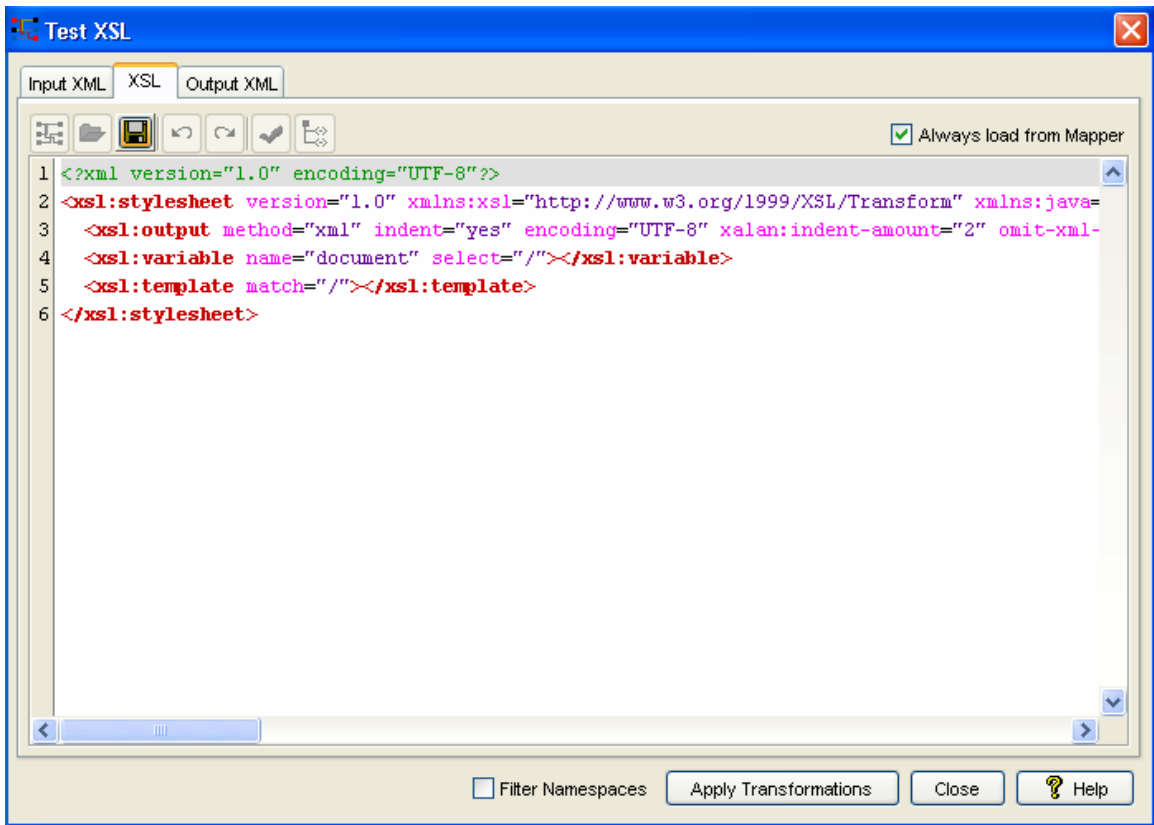 Test XSL
Input XML XSL Output XML
Always load from Mapper
1 <?xml version="1.0" encoding="UTF-8"?>
2 <xsl:stylesheet version="1.0" xmlns:xsl="http://www.w3.org/1999/XSL/Transform" xmlns:java=
3 <xsl:output method="xml" indent="yes" encoding="UTF-8" xalan:indent-amount="2" omit-xml-
4 <xsl:variable name="document" select="/"></xsl:variable>
5 <xsl:template match="/"></xsl:template>
6 </xsl:stylesheet>
Filter Namespaces Apply Transformations Close Help